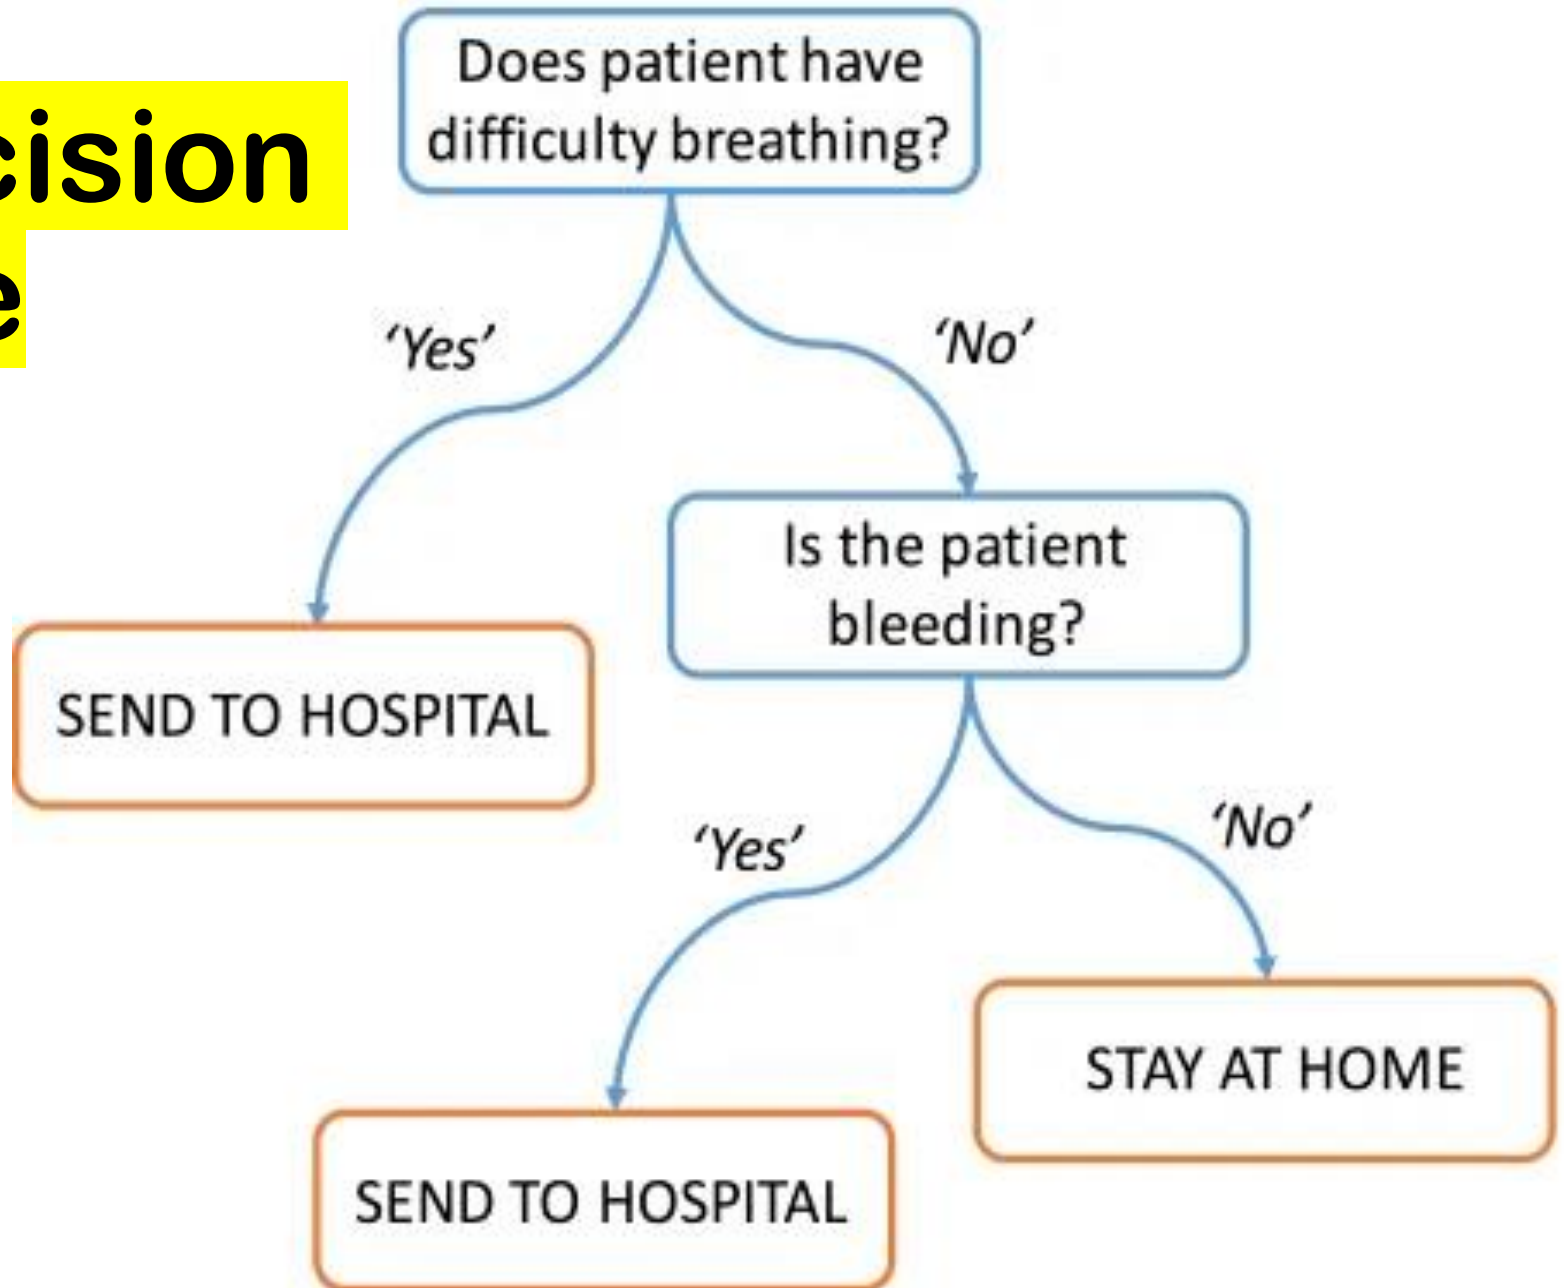 Does patient have
difficulty breathing?
cision
e
‘Yes’
‘No’
Is the patient
bleeding?
SEND TO HOSPITAL
‘Yes’
‘No’
STAY AT HOME
SEND TO HOSPITAL